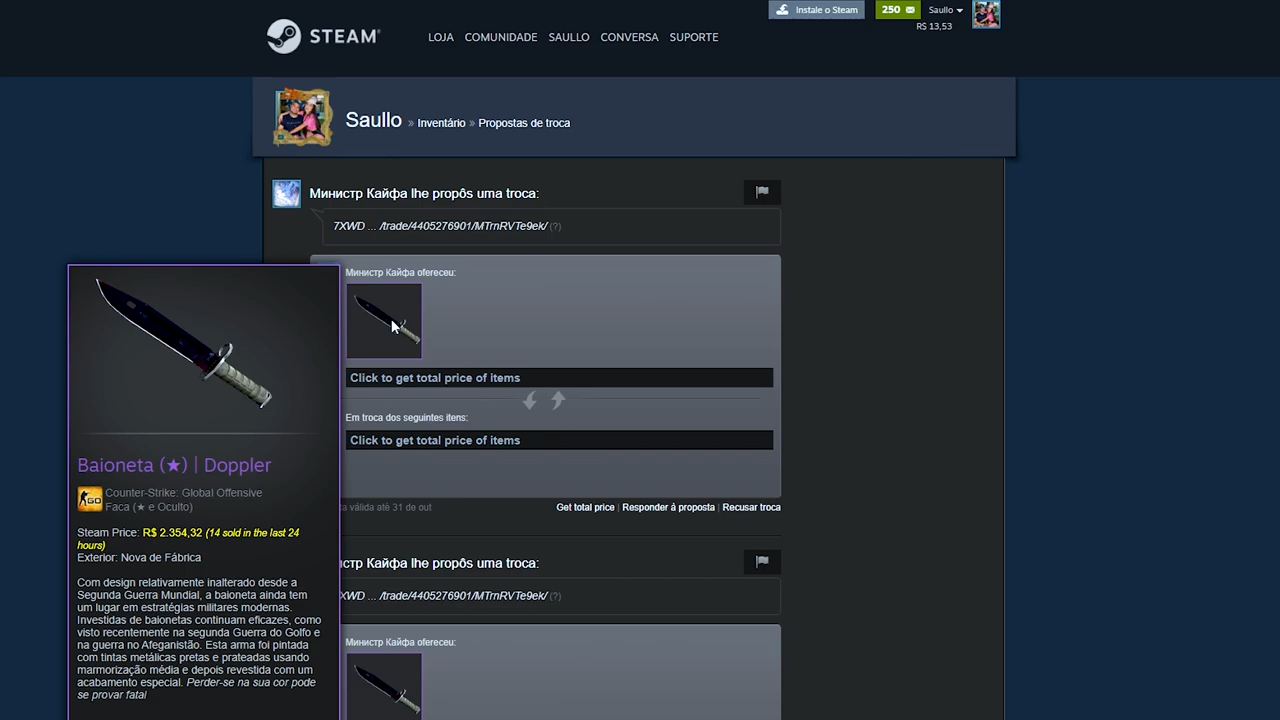 Instale o Steam
250
Saullo
R$ 13,53
STEAM®
LOJA COMUNIDADE SAULLO CONVERSA SUPORTE
Saullo » Inventário » Propostas de troca
Министр Кайфа lhe propôs uma troca:
7XWD ... /trade/4405276901/MTrnRVTe9ek/ (?)
Министр Кайфа ofereceu:
Click to get total price of items
Em troca dos seguintes itens:
Click to get total price of items
válida até 31 de out
Get total price | Responder à proposta | Recusar troca
Baioneta (★) | Doppler
GO
Counter-Strike: Global Offensive
Faca (★ e Oculto)
Steam Price: R$ 2.354,32 (14 sold in the last 24
hours)
Exterior: Nova de Fábrica
Com design relativamente inalterado desde a
Segunda Guerra Mundial, a baioneta ainda tem
um lugar em estratégias militares modernas.
Investidas de baionetas continuam eficazes, como
visto recentemente na segunda Guerra do Golfo e
na guerra no Afeganistão. Esta arma foi pintada
com tintas metálicas pretas e prateadas usando
marmorização média e depois revestida com um
acabamento especial. Perder-se na sua cor pode
se provar fatal
Кайфа lhe propôs uma troca:
XWD ... /trade/4405276901/MTrnRVTe9ek/ (?)
Министр Кайфа ofereceu: